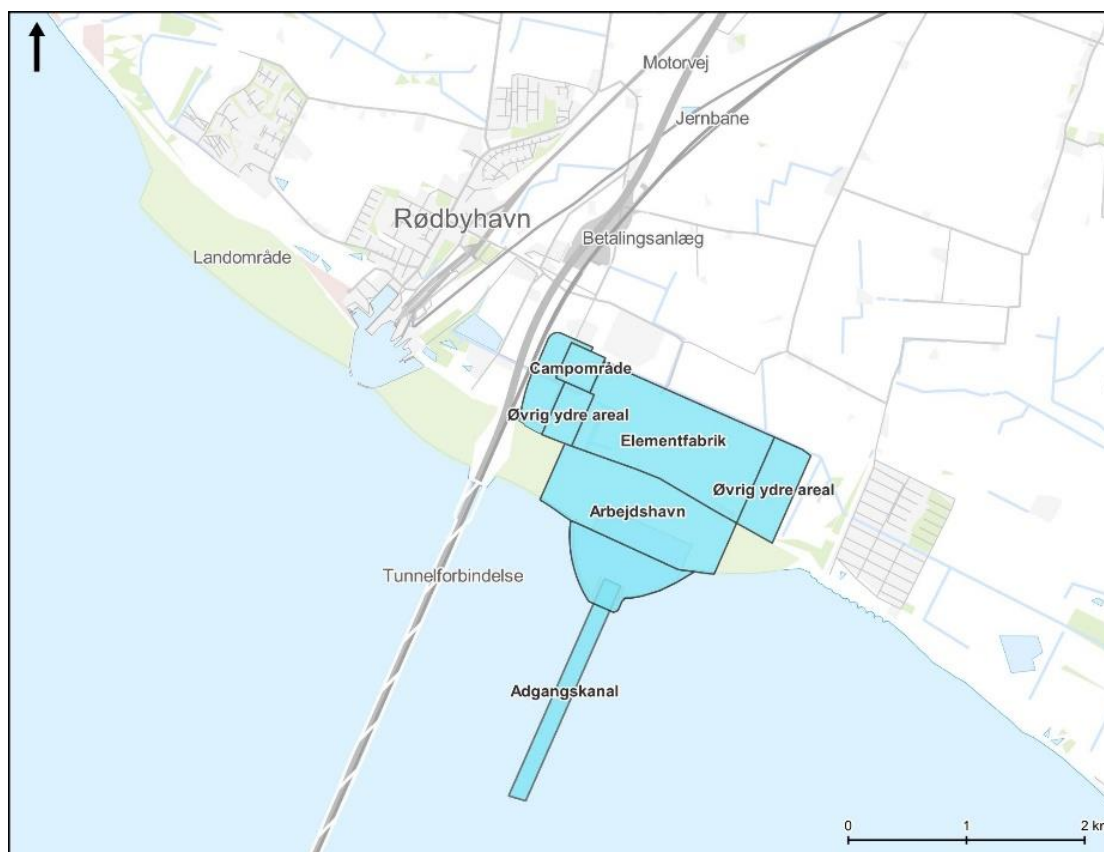 Motorvej
Jernbane
Rødbyhavn
Betalingsanlæg
Landområde
Campområde
Øvrig ydre areal
Elementfabrik
Øvrig ydre areal
Arbejdshavn
Tunnelforbindelse
Adgangskanal
0 1 2 km